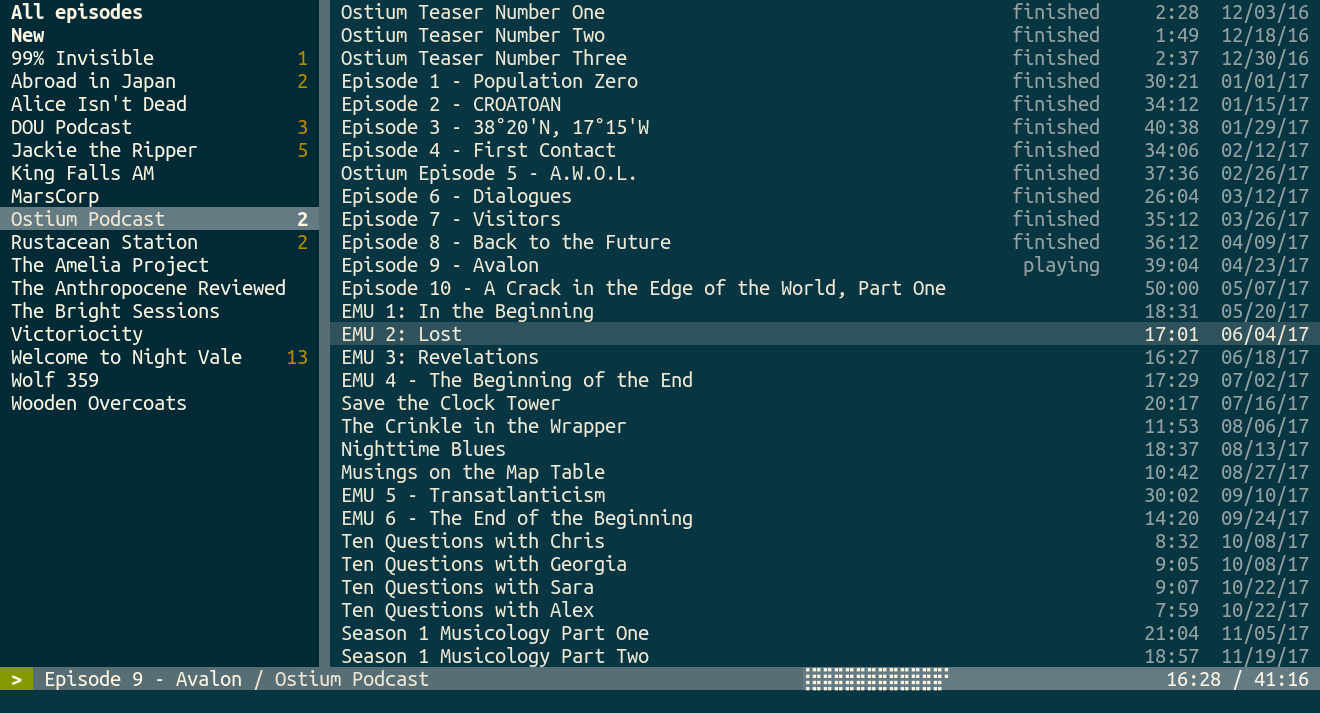 All episodes
New
99% Invisible 1
Abroad in Japan 2
Alice Isn't Dead
DOU Podcast 3
Jackie the Ripper 5
King Falls AM
MarsCorp
Ostium Podcast 2
Rustacean Station 2
The Amelia Project
The Anthropocene Reviewed
The Bright Sessions
Victoriocity
Welcome to Night Vale 13
Wolf 359
Wooden Overcoats
Ostium Teaser Number One finished 2:28 12/03/16
Ostium Teaser Number Two finished 1:49 12/18/16
Ostium Teaser Number Three finished 2:37 12/30/16
Episode 1 - Population Zero finished 30:21 01/01/17
Episode 2 - CROATOAN finished 34:12 01/15/17
Episode 3 - 38°20'N, 17°15'W finished 40:38 01/29/17
Episode 4 - First Contact finished 34:06 02/12/17
Ostium Episode 5 - A.W.O.L. finished 37:36 02/26/17
Episode 6 - Dialogues finished 26:04 03/12/17
Episode 7 - Visitors finished 35:12 03/26/17
Episode 8 - Back to the Future finished 36:12 04/09/17
Episode 9 - Avalon playing 39:04 04/23/17
Episode 10 - A Crack in the Edge of the World, Part One 50:00 05/07/17
EMU 1: In the Beginning 18:31 05/20/17
EMU 2: Lost 17:01 06/04/17
EMU 3: Revelations 16:27 06/18/17
EMU 4 - The Beginning of the End 17:29 07/02/17
Save the Clock Tower 20:17 07/16/17
The Crinkle in the Wrapper 11:53 08/06/17
Nighttime Blues 18:37 08/13/17
Musings on the Map Table 10:42 08/27/17
EMU 5 - Transatlanticism 30:02 09/10/17
EMU 6 - The End of the Beginning 14:20 09/24/17
Ten Questions with Chris 8:32 10/08/17
Ten Questions with Georgia 9:05 10/08/17
Ten Questions with Sara 9:07 10/22/17
Ten Questions with Alex 7:59 10/22/17
Season 1 Musicology Part One 21:04 11/05/17
Season 1 Musicology Part Two 18:57 11/19/17
> Episode 9 - Avalon / Ostium Podcast 16:28 / 41:16